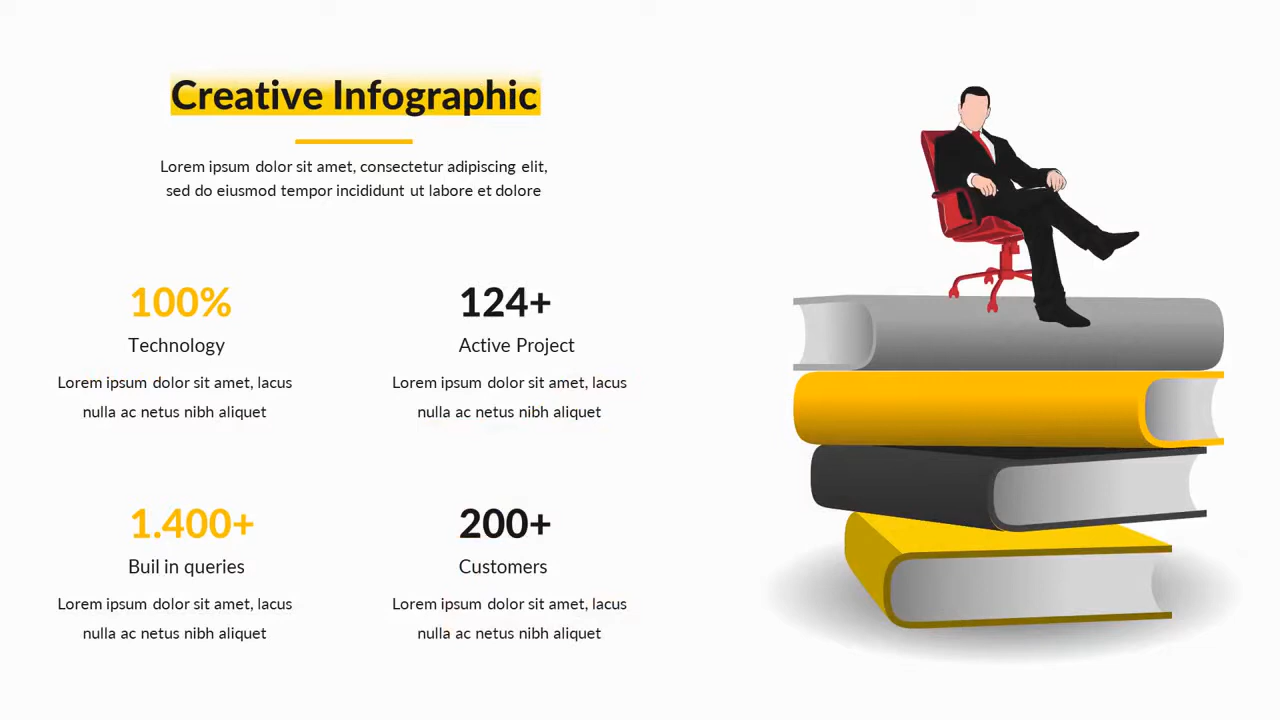 Creative Infographic
Lorem ipsum dolor sit amet, consectetur adipiscing elit,
sed do eiusmod tempor incididunt ut labore et dolore
100%
Technology
Lorem ipsum dolor sit amet, lacus
nulla ac netus nibh aliquet
124+
Active Project
Lorem ipsum dolor sit amet, lacus
nulla ac netus nibh aliquet
1.400+
Buil in queries
Lorem ipsum dolor sit amet, lacus
nulla ac netus nibh aliquet
200+
Customers
Lorem ipsum dolor sit amet, lacus
nulla ac netus nibh aliquet